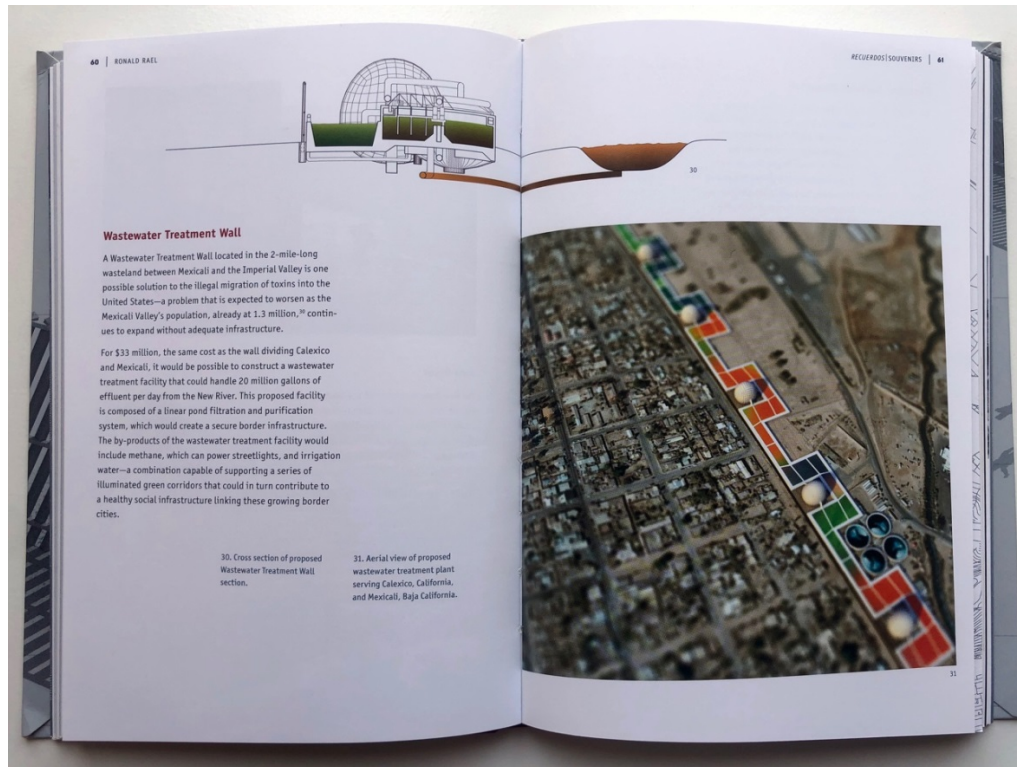 60 | RONALD RAEL
RECUERDOS|SOUVENIRS | 61
30
Wastewater Treatment Wall
A Wastewater Treatment Wall located in the 2-mile-long
wasteland between Mexicali and the Imperial Valley is one
possible solution to the illegal migration of toxins into the
United States—a problem that is expected to worsen as the
Mexicali Valley's population, already at 1.3 million,³⁰ contin-
ues to expand without adequate infrastructure.
For $33 million, the same cost as the wall dividing Calexico
and Mexicali, it would be possible to construct a wastewater
treatment facility that could handle 20 million gallons of
effluent per day from the New River. This proposed facility
is composed of a linear pond filtration and purification
system, which would create a secure border infrastructure.
The by-products of the wastewater treatment facility would
include methane, which can power streetlights, and irrigation
water—a combination capable of supporting a series of
illuminated green corridors that could in turn contribute to
a healthy social infrastructure linking these growing border
cities.
30. Cross section of proposed
Wastewater Treatment Wall
section.
31. Aerial view of proposed
wastewater treatment plant
serving Calexico, California,
and Mexicali, Baja California.
31